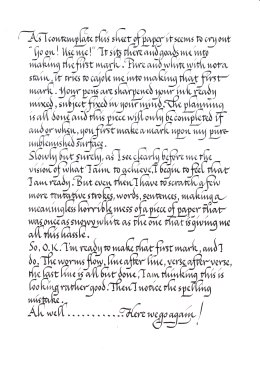 As I contemplate this sheet of paper it seems to cry out
"Go on! Use me!" It sits there and goads me into
making the first mark. Pure and white with not a
stain, it tries to cajole me into making that first
mark. Your pens are sharpened your ink ready
mixed, subject fixed in your mind. The planning
is all done and this piece will only be completed if
and/or when, you first make a mark upon my pure
unblemished surface.
Slowly but surely, as I see clearly before me the
vision of what I aim to achieve, I begin to feel that
I am ready. But even then I have to scratch a few
more tentative strokes, words, sentences, making a
meaningless horrible mess of a piece of paper that
was once as snowy white as the one that is giving me
all this hassle.
So, O.K. I'm ready to make that first mark, and I
do. The worms flow, line after line, verse after verse,
the last line is all but done, I am thinking this is
looking rather good. Then I notice the spelling
mistake.
Ah well ............ Here we go again!